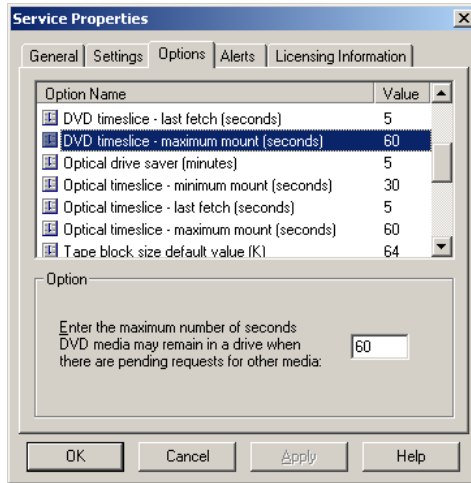 Service Properties
General Settings Options Alerts Licensing Information
Option Name Value
DVD timeslice - last fetch (seconds) 5
DVD timeslice - maximum mount (seconds) 60
Optical drive saver (minutes) 5
Optical timeslice - minimum mount (seconds) 30
Optical timeslice - last fetch (seconds) 5
Optical timeslice - maximum mount (seconds) 60
Tape block size default value (K) 64
Option
Enter the maximum number of seconds
DVD media may remain in a drive when
there are pending requests for other media:
60
OK Cancel Apply Help